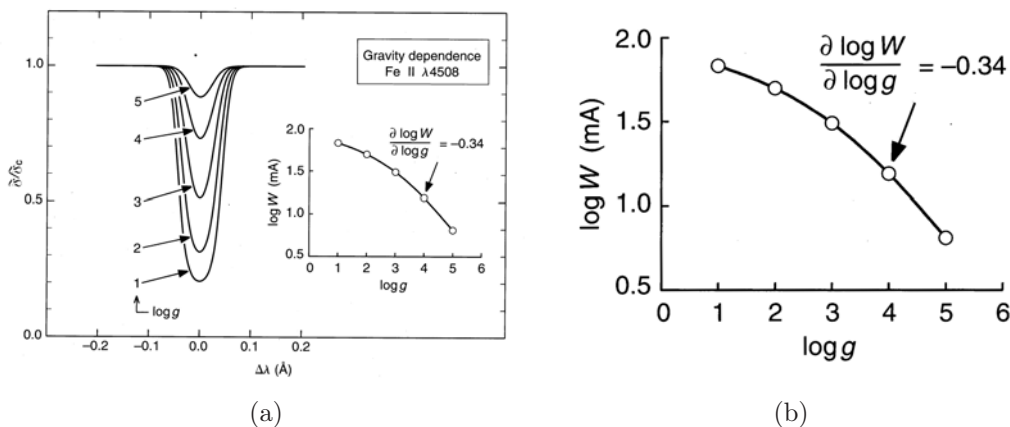 Gravity dependence
Fe II λ4508
1.0
0.5
0.0
𝔉/𝔉c
5
4
3
2
1
log g
−0.2
−0.1
0.0
0.1
0.2
Δλ (Å)
2.0
1.5
1.0
0.5
log W (mA)
∂ log W
∂ log g
= −0.34
0 1 2 3 4 5 6
log g
(a)
2.0
1.5
1.0
0.5
log W (mA)
∂ log W
∂ log g
= −0.34
0 1 2 3 4 5 6
log g
(b)